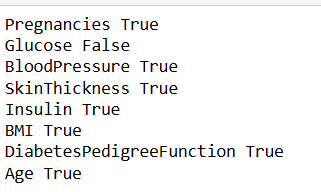 Pregnancies True
Glucose False
BloodPressure True
SkinThickness True
Insulin True
BMI True
DiabetesPedigreeFunction True
Age True